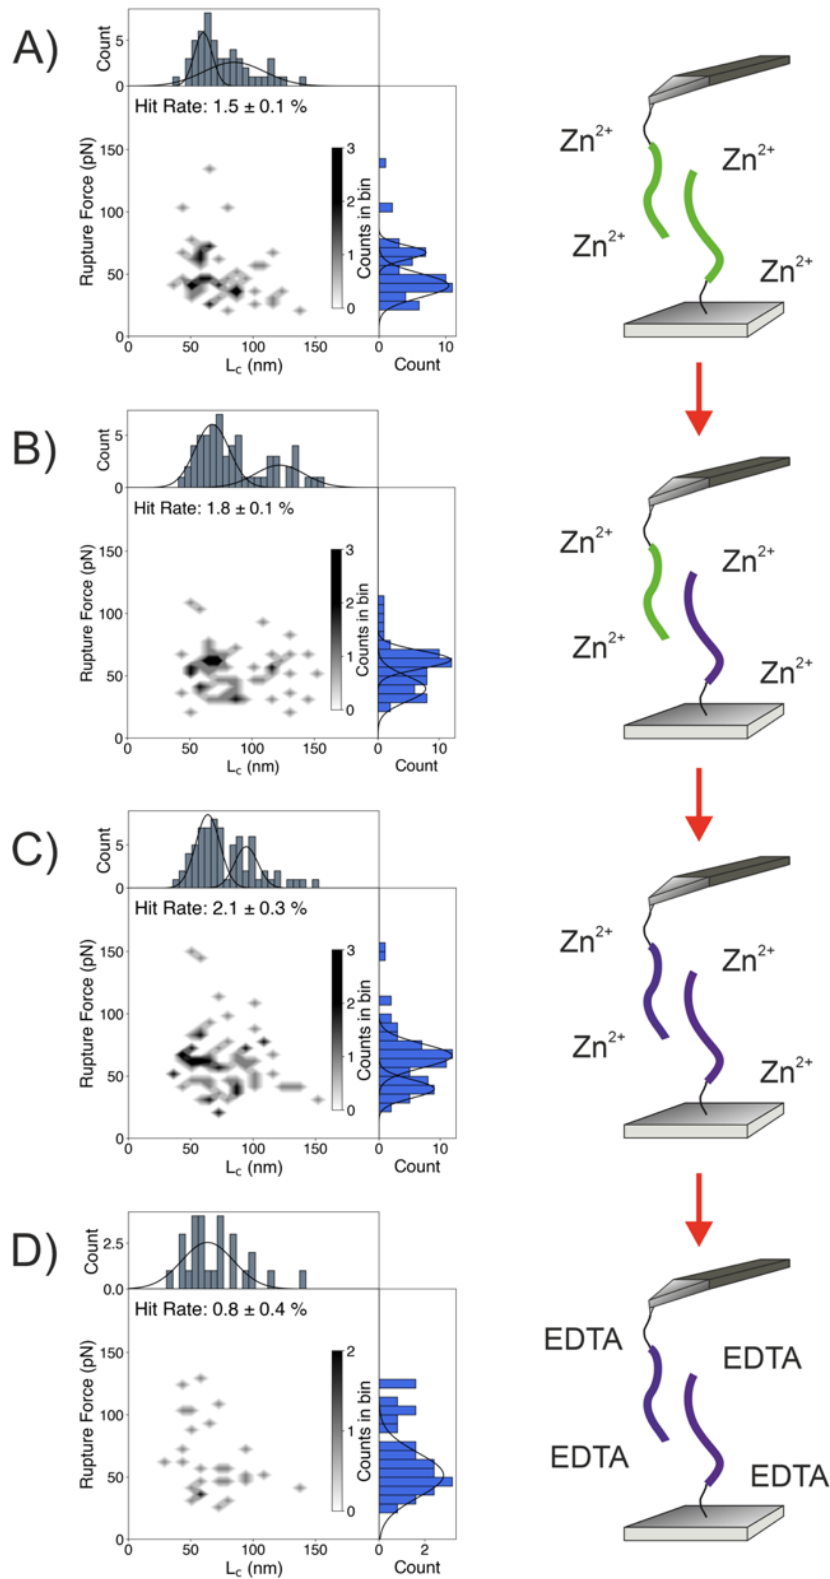 A)
Count
5
0
Hit Rate: 1.5 ± 0.1 %
Rupture Force (pN)
150
100
50
0
3
2
1
0
Counts in bin
0 50 100 150
L_c (nm)
0 10
Count
Zn²⁺
Zn²⁺
Zn²⁺
Zn²⁺
B)
Count
5
0
Hit Rate: 1.8 ± 0.1 %
Rupture Force (pN)
150
100
50
0
3
2
1
0
Counts in bin
0 50 100 150
L_c (nm)
0 10
Count
Zn²⁺
Zn²⁺
Zn²⁺
Zn²⁺
C)
Count
5
0
Hit Rate: 2.1 ± 0.3 %
Rupture Force (pN)
150
100
50
0
3
2
1
0
Counts in bin
0 50 100 150
L_c (nm)
0 10
Count
Zn²⁺
Zn²⁺
Zn²⁺
Zn²⁺
D)
Count
2.5
0.0
Hit Rate: 0.8 ± 0.4 %
Rupture Force (pN)
150
100
50
0
2
1
0
Counts in bin
0 50 100 150
L_c (nm)
0 2
Count
EDTA
EDTA
EDTA
EDTA